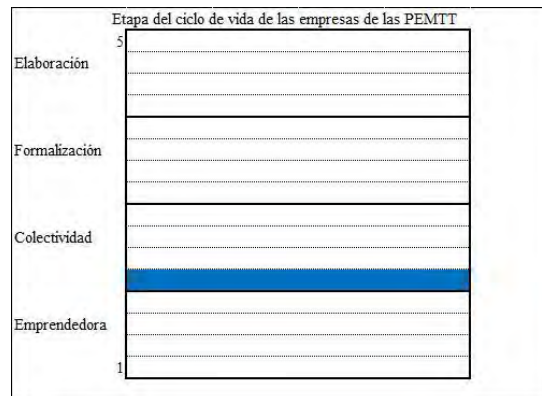 Etapa del ciclo de vida de las empresas de las PEMTT
5
Elaboración
Formalización
Colectividad
Emprendedora
1